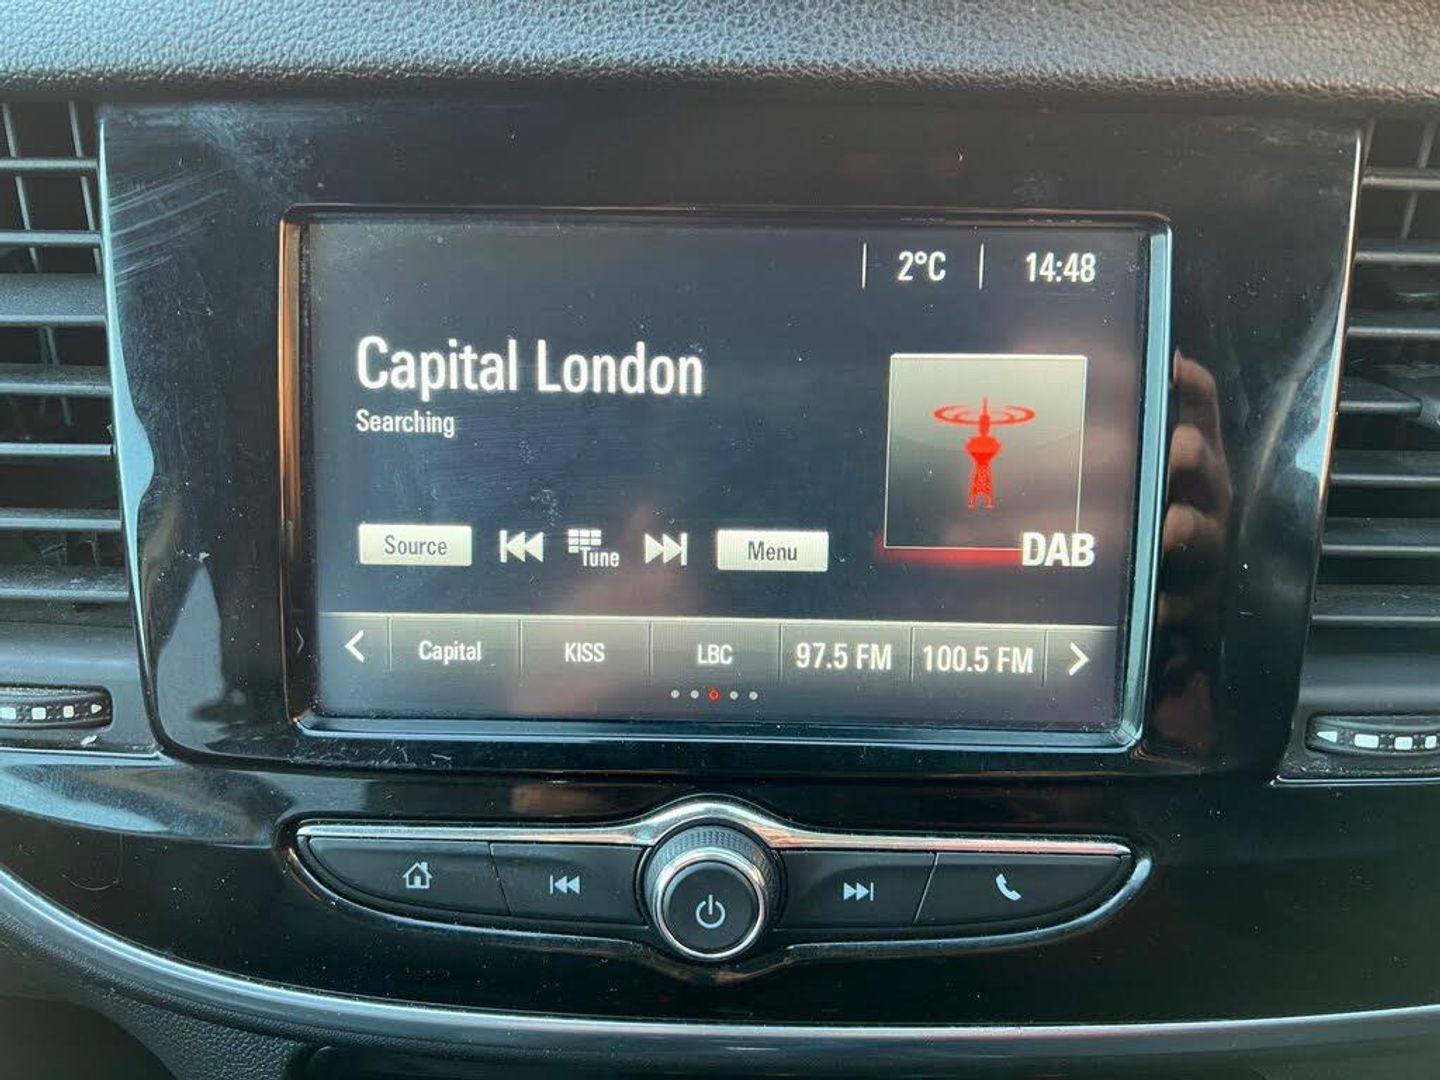 2°C 14:48
Capital London
Searching
Source Tune Menu
DAB
Capital KISS LBC 97.5 FM 100.5 FM